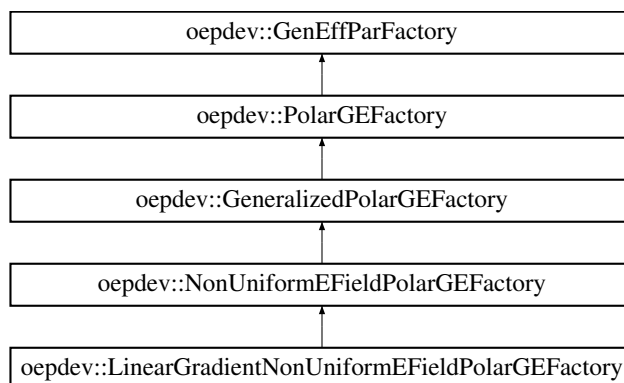 oepdev::GenEffParFactory
oepdev::PolarGEFactory
oepdev::GeneralizedPolarGEFactory
oepdev::NonUniformEFieldPolarGEFactory
oepdev::LinearGradientNonUniformEFieldPolarGEFactory